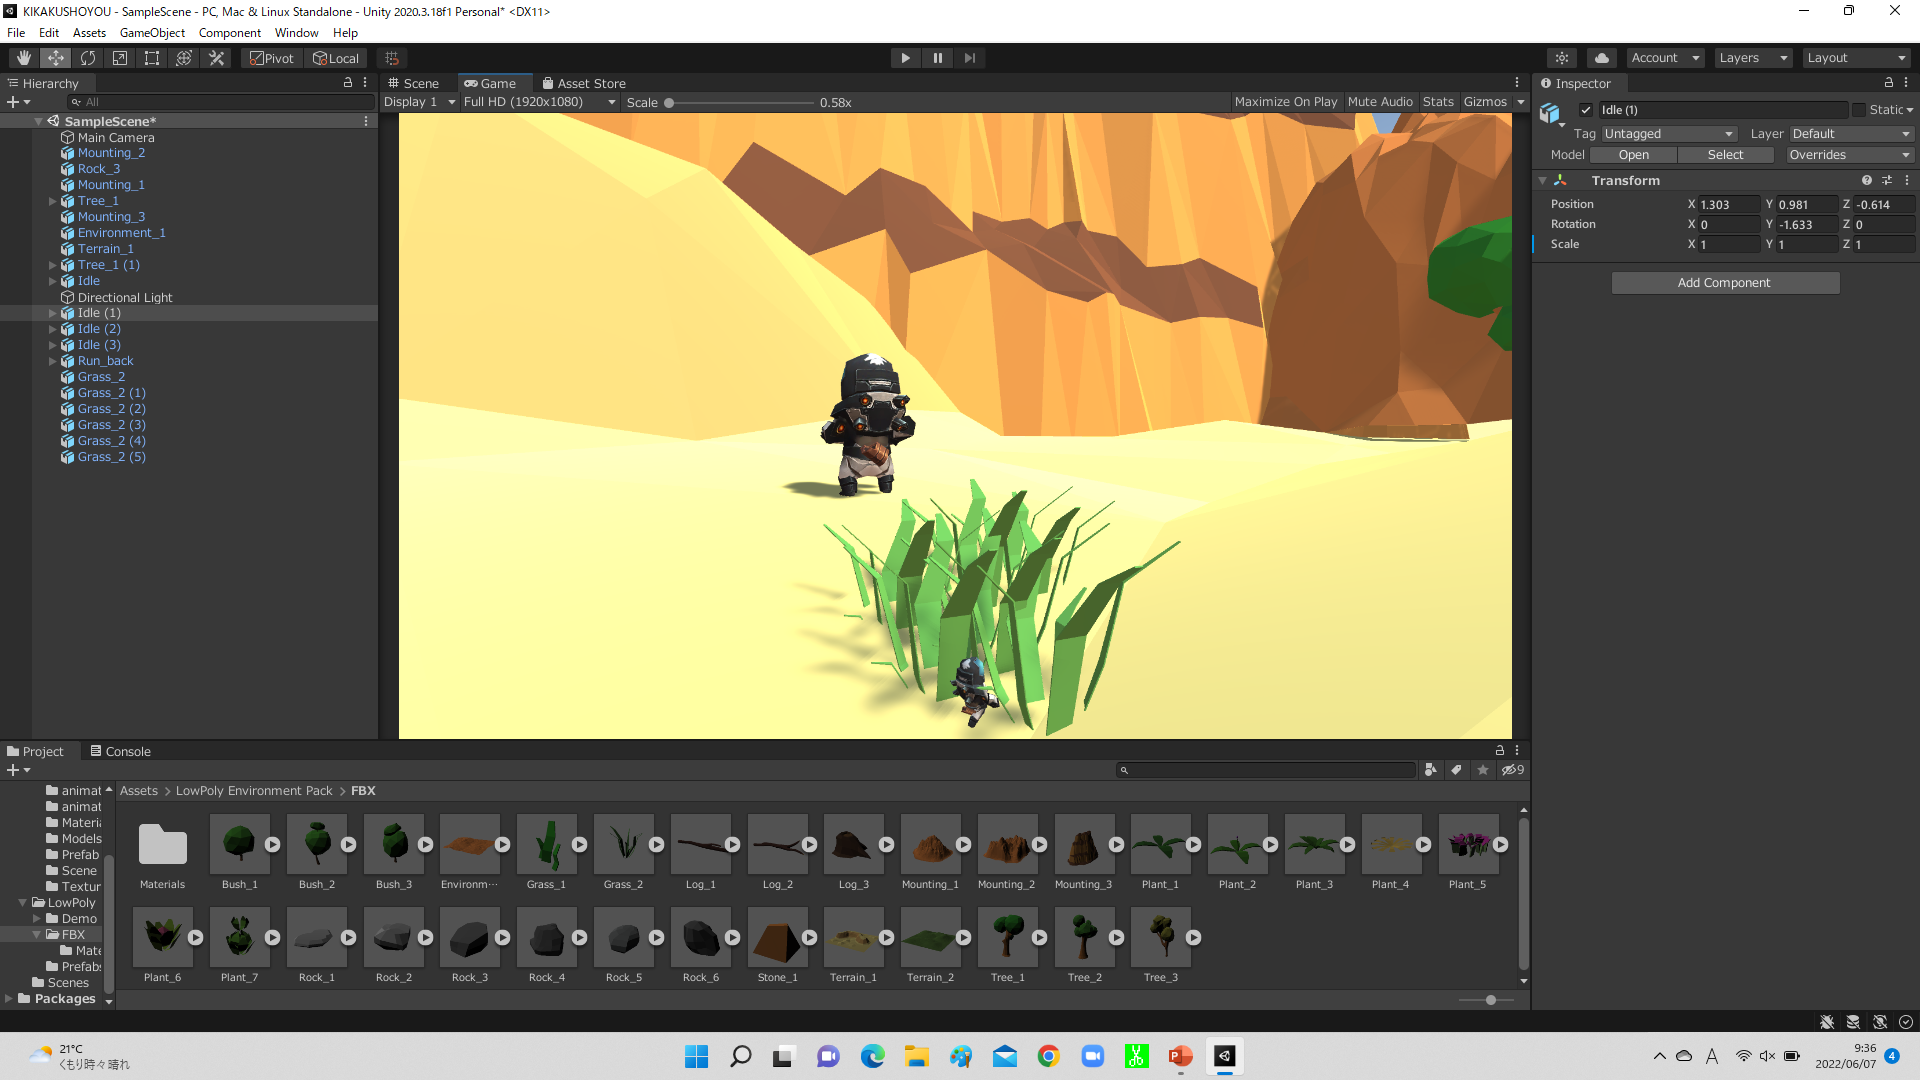 KIKAKUSHOYOU - SampleScene - PC, Mac & Linux Standalone - Unity 2020.3.18f1 Personal* <DX11>
File Edit Assets GameObject Component Window Help
Pivot Local Account Layers Layout
Hierarchy
All
SampleScene*
Main Camera
Mounting_2
Rock_3
Mounting_1
Tree_1
Mounting_3
Environment_1
Terrain_1
Tree_1 (1)
Idle
Directional Light
Idle (1)
Idle (2)
Idle (3)
Run_back
Grass_2
Grass_2 (1)
Grass_2 (2)
Grass_2 (3)
Grass_2 (4)
Grass_2 (5)
Scene Game Asset Store
Display 1 Full HD (1920x1080) Scale 0.58x Maximize On Play Mute Audio Stats Gizmos
Inspector
Idle (1) Static
Tag Untagged Layer Default
Model Open Select Overrides
Transform
Position X 1.303 Y 0.981 Z -0.614
Rotation X 0 Y -1.633 Z 0
Scale X 1 Y 1 Z 1
Add Component
Project Console
9
animat
animat
Materia
Models
Prefab
Scene
Textur
LowPoly
Demo
FBX
Mate
Prefabs
Scenes
Packages
Assets > LowPoly Environment Pack > FBX
Materials Bush_1 Bush_2 Bush_3 Environm... Grass_1 Grass_2 Log_1 Log_2 Log_3 Mounting_1 Mounting_2 Mounting_3 Plant_1 Plant_2 Plant_3 Plant_4 Plant_5
Plant_6 Plant_7 Rock_1 Rock_2 Rock_3 Rock_4 Rock_5 Rock_6 Stone_1 Terrain_1 Terrain_2 Tree_1 Tree_2 Tree_3
21°C
くもり時々晴れ
A
9:36
2022/06/07
4